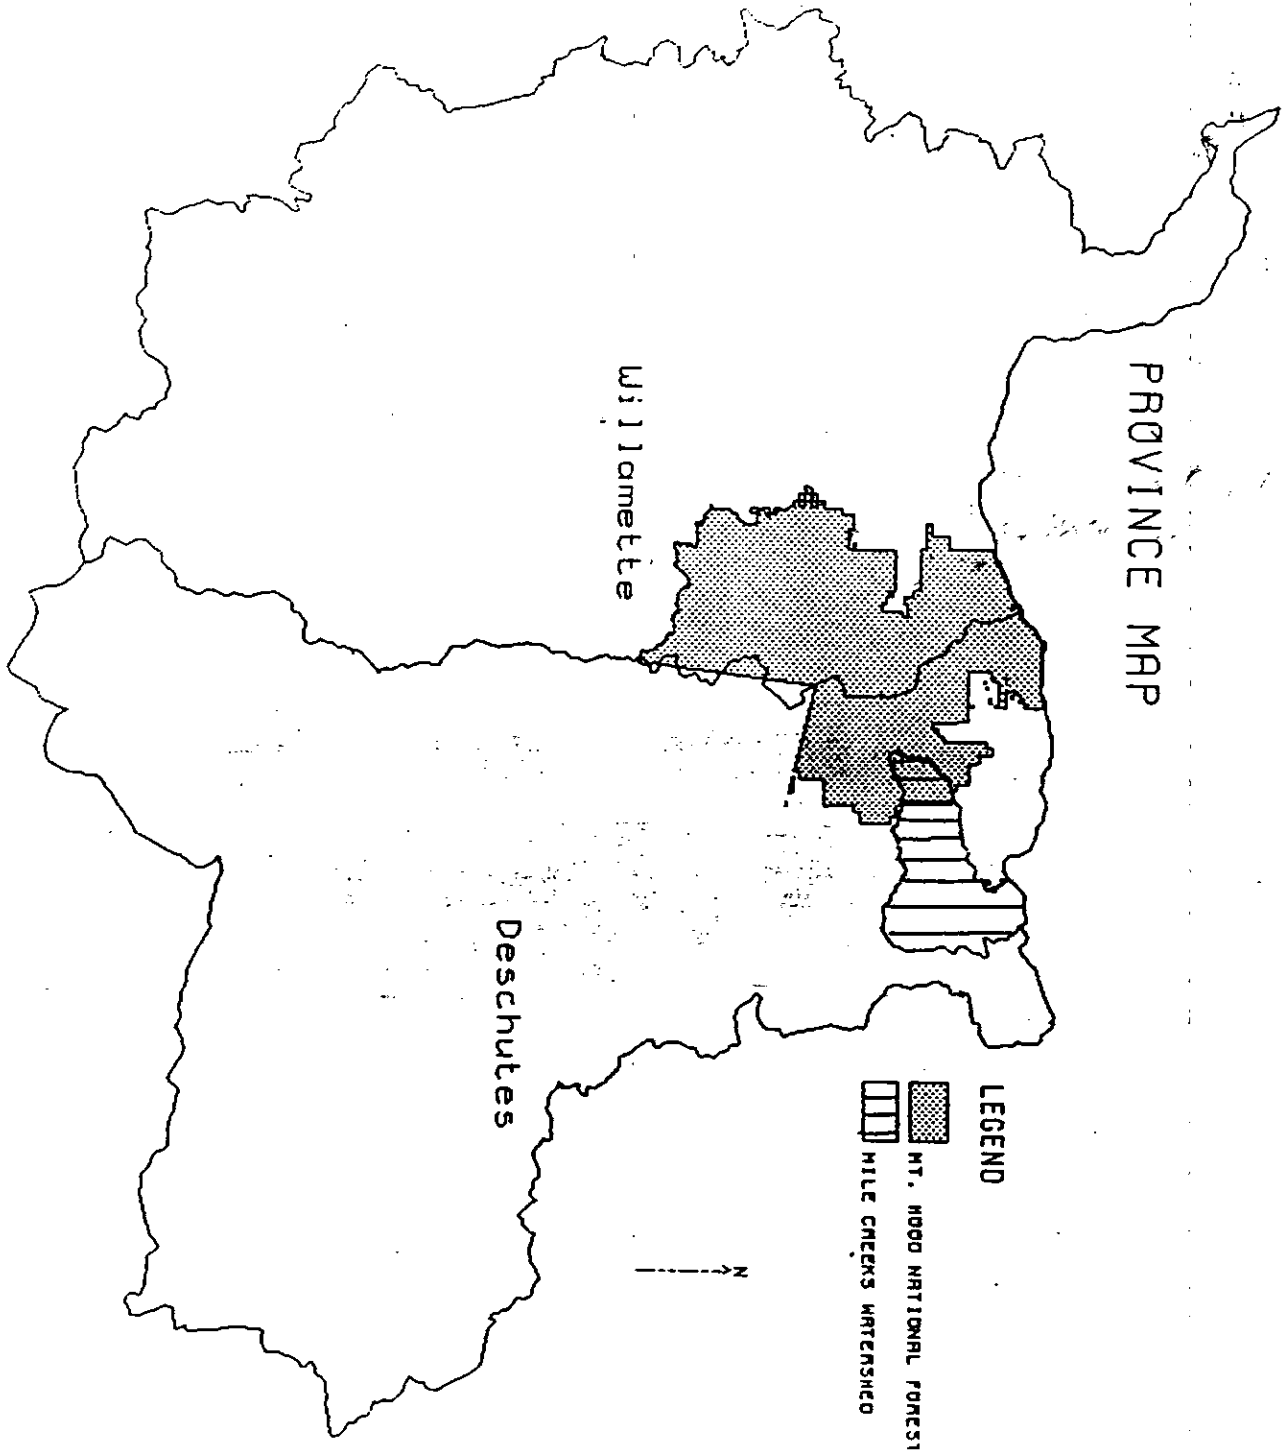 PROVINCE MAP
Willamette
Deschutes
LEGEND
MT. HOOD NATIONAL FOREST
MILE CREEKS WATERSHED
N